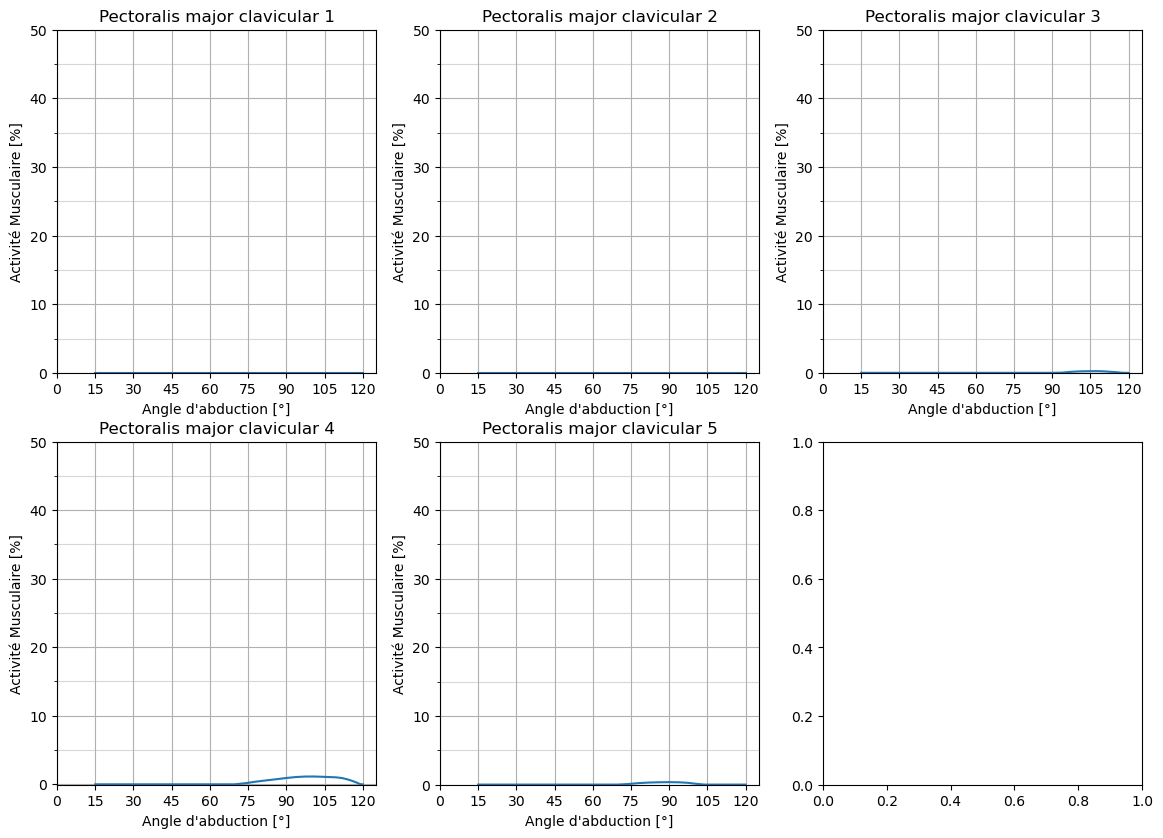 Pectoralis major clavicular 1
Activité Musculaire [%]
50
40
30
20
10
0
0 15 30 45 60 75 90 105 120
Angle d'abduction [°]
Pectoralis major clavicular 2
Activité Musculaire [%]
50
40
30
20
10
0
0 15 30 45 60 75 90 105 120
Angle d'abduction [°]
Pectoralis major clavicular 3
Activité Musculaire [%]
50
40
30
20
10
0
0 15 30 45 60 75 90 105 120
Angle d'abduction [°]
Pectoralis major clavicular 4
Activité Musculaire [%]
50
40
30
20
10
0
0 15 30 45 60 75 90 105 120
Angle d'abduction [°]
Pectoralis major clavicular 5
Activité Musculaire [%]
50
40
30
20
10
0
0 15 30 45 60 75 90 105 120
Angle d'abduction [°]
1.0
0.8
0.6
0.4
0.2
0.0
0.0 0.2 0.4 0.6 0.8 1.0